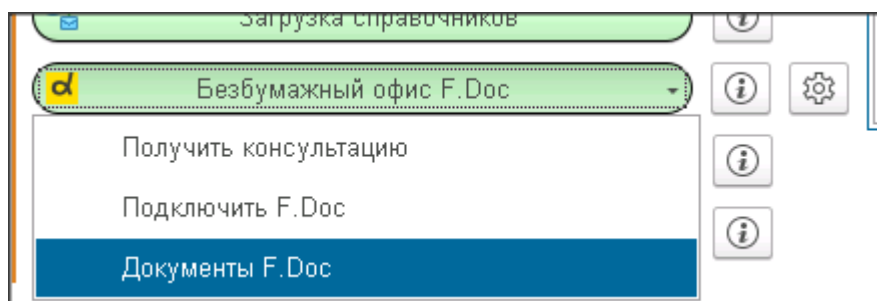 Загрузка справочников
Безбумажный офис F.Doc
Получить консультацию
Подключить F.Doc
Документы F.Doc